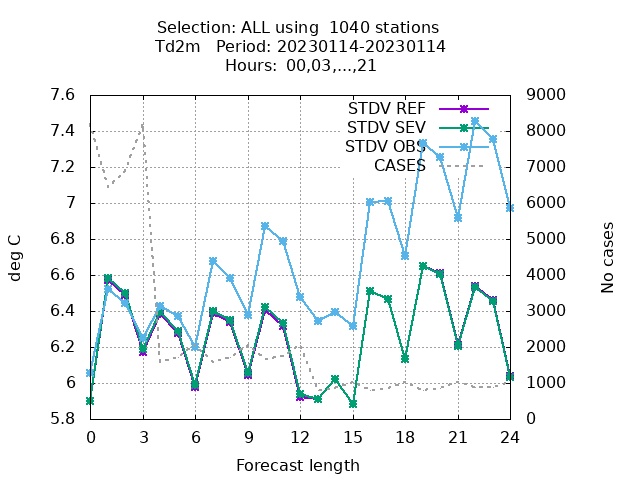 Selection: ALL using  1040 stations
Td2m   Period: 20230114-20230114
Hours:  00,03,...,21
STDV REF
STDV SEV
STDV OBS
CASES
7.6
7.4
7.2
7
6.8
6.6
6.4
6.2
6
5.8
9000
8000
7000
6000
5000
4000
3000
2000
1000
0
deg C
No cases
0 3 6 9 12 15 18 21 24
Forecast length